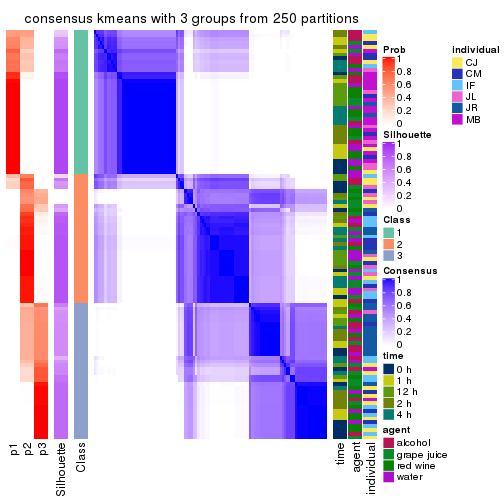 consensus kmeans with 3 groups from 250 partitions
Prob
1
0.8
0.6
0.4
0.2
0
Silhouette
1
0.8
0.6
0.4
0.2
0
Class
1
2
3
Consensus
1
0.8
0.6
0.4
0.2
0
time
0 h
1 h
12 h
2 h
4 h
agent
alcohol
grape juice
red wine
water
individual
CJ
CM
IF
JL
JR
MB
p1
p2
p3
Silhouette
Class
time
agent
individual